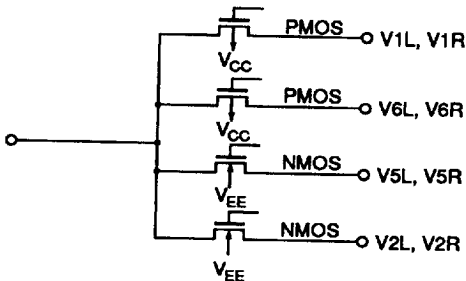 PMOS V1L, V1R
VCC
PMOS V6L, V6R
VCC
NMOS V5L, V5R
VEE
NMOS V2L, V2R
VEE